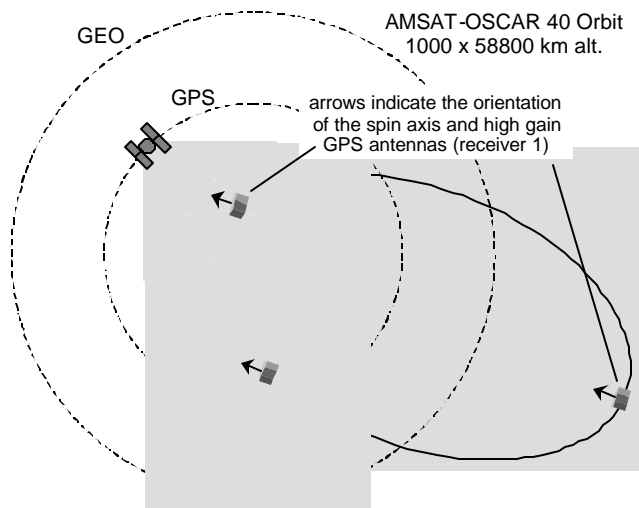 AMSAT-OSCAR 40 Orbit
1000 x 58800 km alt.
GEO
GPS
arrows indicate the orientation
of the spin axis and high gain
GPS antennas (receiver 1)